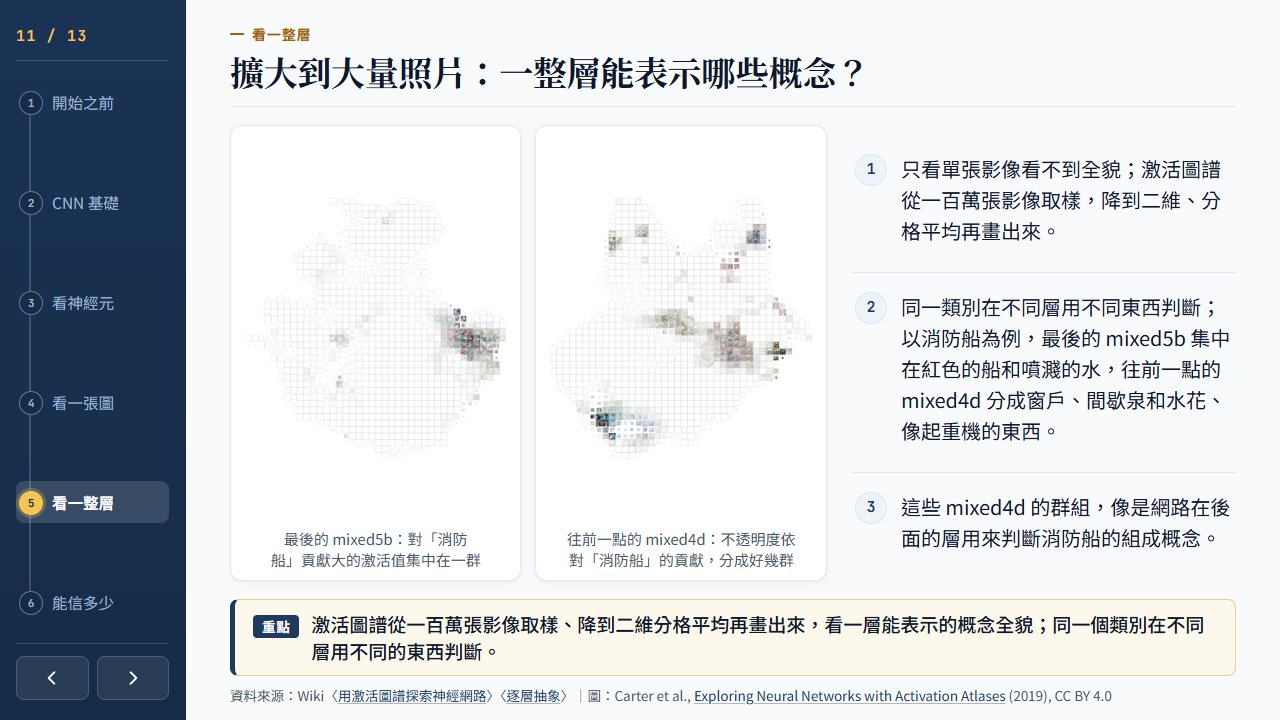 11 / 13
1 開始之前
2 CNN 基礎
3 看神經元
4 看一張圖
5 看一整層
6 能信多少
一 看一整層
擴大到大量照片：一整層能表示哪些概念？
最後的 mixed5b：對「消防
船」貢獻大的激活值集中在一群
往前一點的 mixed4d：不透明度依
對「消防船」的貢獻，分成好幾群
1 只看單張影像看不到全貌；激活圖譜
從一百萬張影像取樣，降到二維、分
格平均再畫出來。
2 同一類別在不同層用不同東西判斷；
以消防船為例，最後的 mixed5b 集中
在紅色的船和噴濺的水，往前一點的
mixed4d 分成窗戶、間歇泉和水花、
像起重機的東西。
3 這些 mixed4d 的群組，像是網路在後
面的層用來判斷消防船的組成概念。
重點 激活圖譜從一百萬張影像取樣、降到二維分格平均再畫出來，看一層能表示的概念全貌；同一個類別在不同
層用不同的東西判斷。
資料來源：Wiki〈用激活圖譜探索神經網路〉〈逐層抽象〉｜圖：Carter et al., Exploring Neural Networks with Activation Atlases (2019), CC BY 4.0